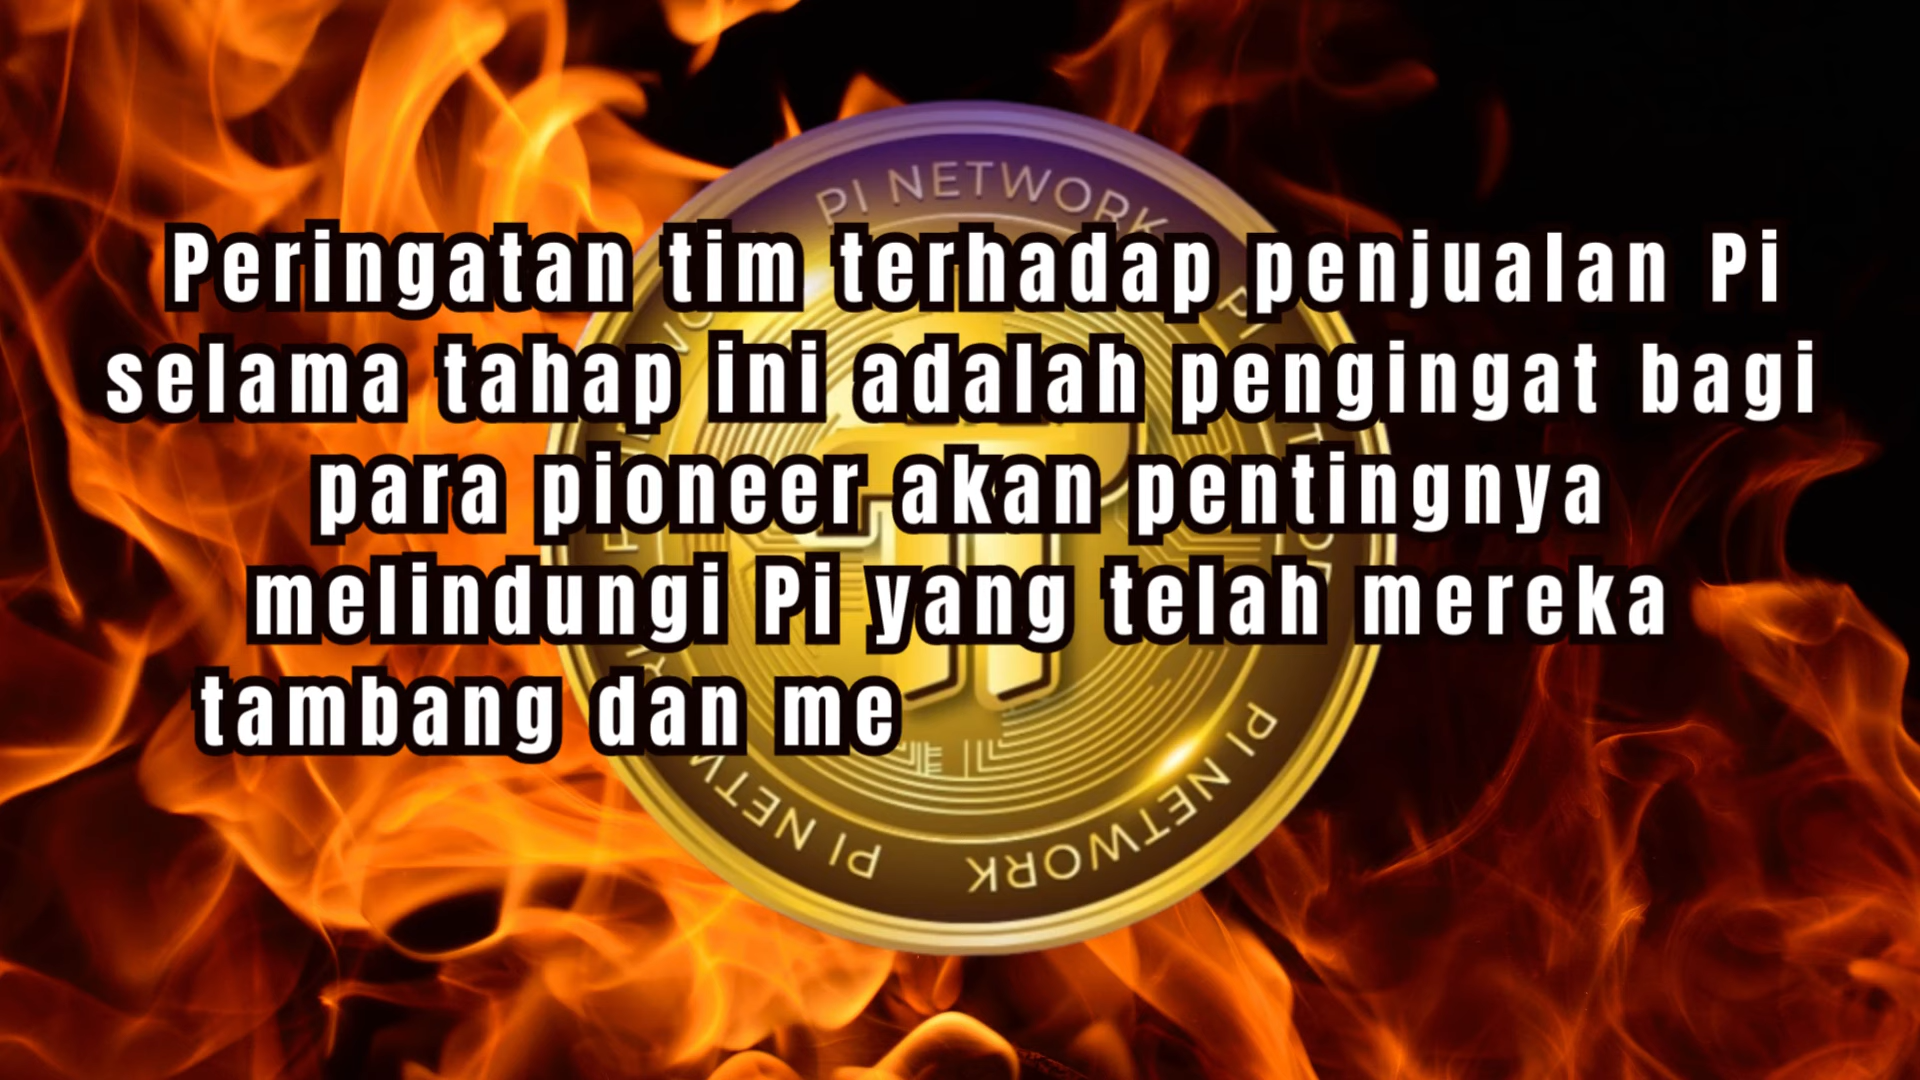 Peringatan tim terhadap penjualan Pi
selama tahap ini adalah pengingat bagi
para pioneer akan pentingnya
melindungi Pi yang telah mereka
tambang dan me
PI NETWORK
PI NETWORK
PI NETWORK